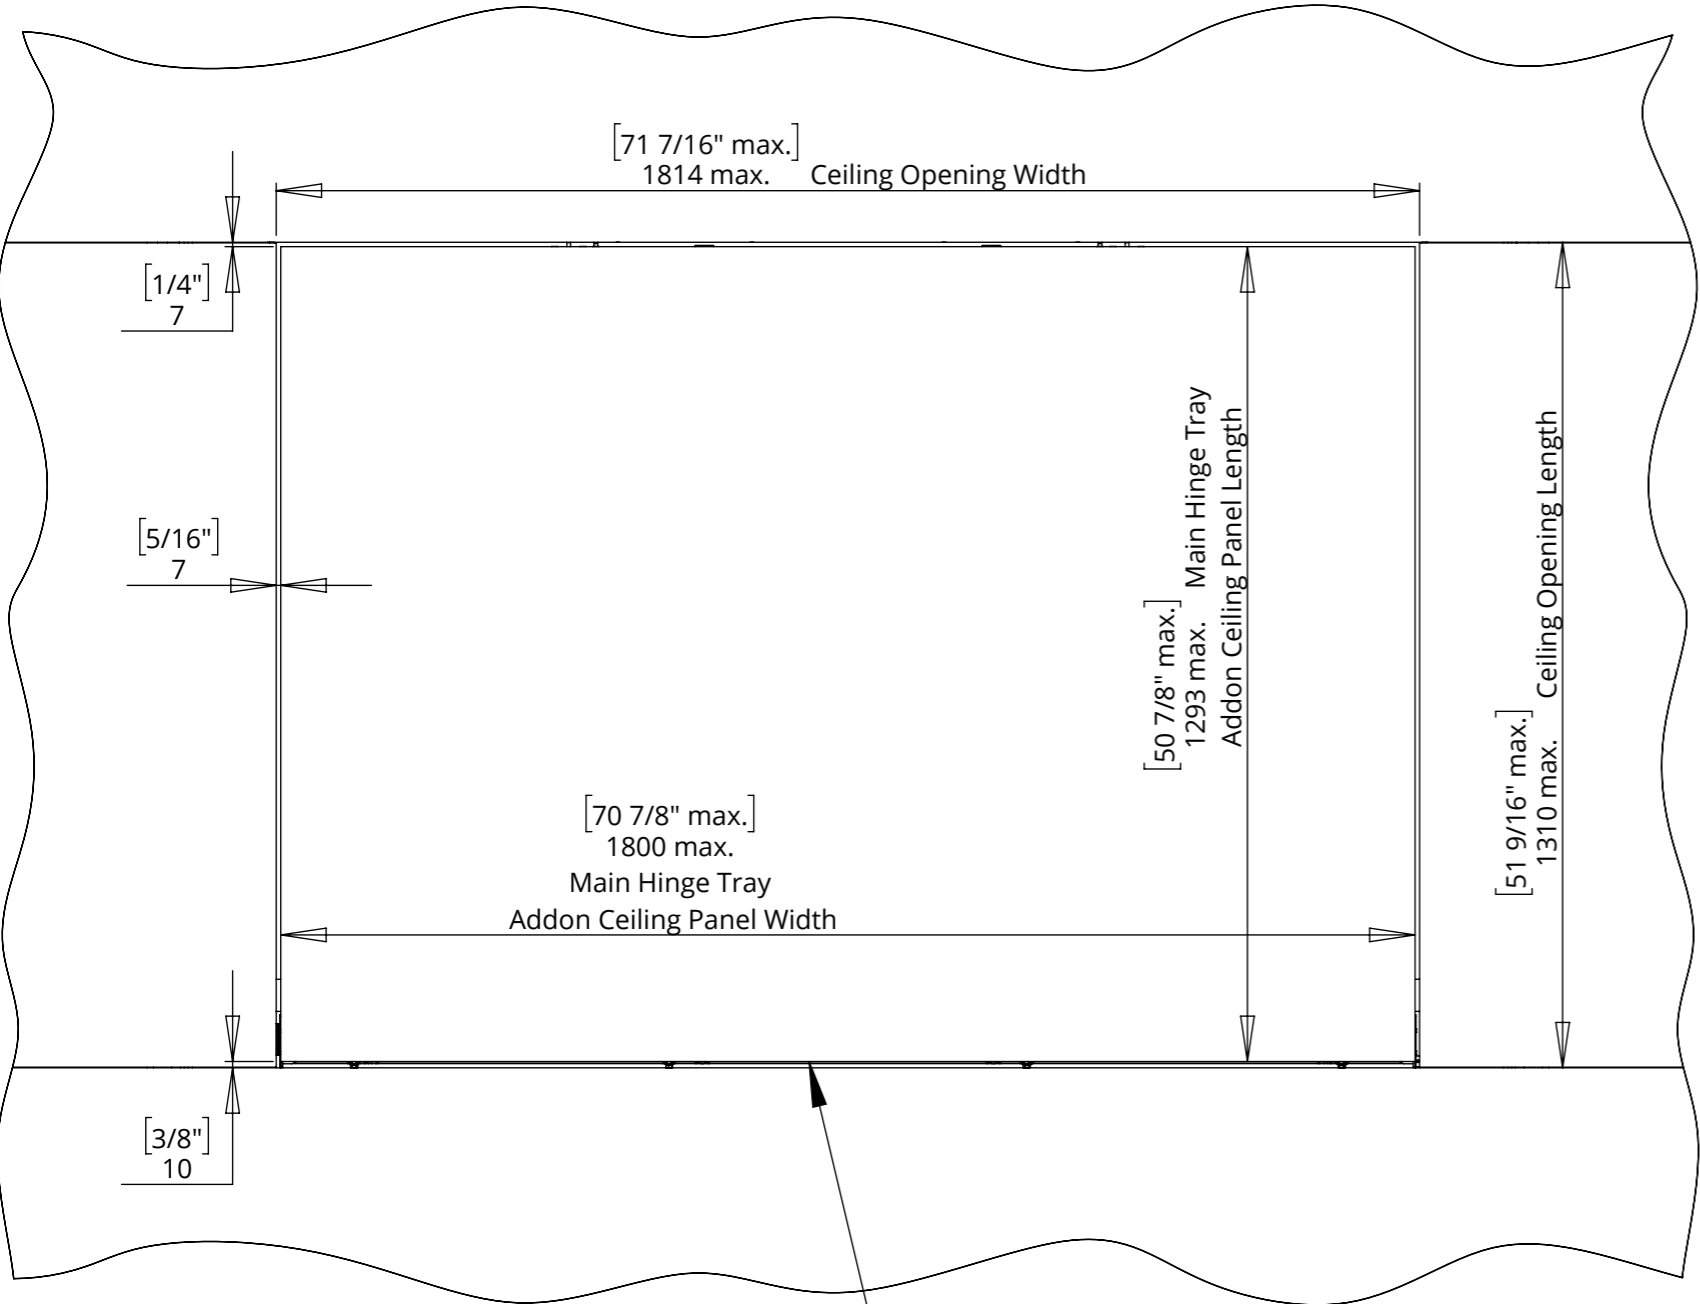 [71 7/16" max.]
1814 max. Ceiling Opening Width
[1/4"]
7
[5/16"]
7
[50 7/8" max.]
1293 max. Main Hinge Tray
Addon Ceiling Panel Length
[51 9/16" max.]
1310 max. Ceiling Opening Length
[70 7/8" max.]
1800 max.
Main Hinge Tray
Addon Ceiling Panel Width
[3/8"]
10